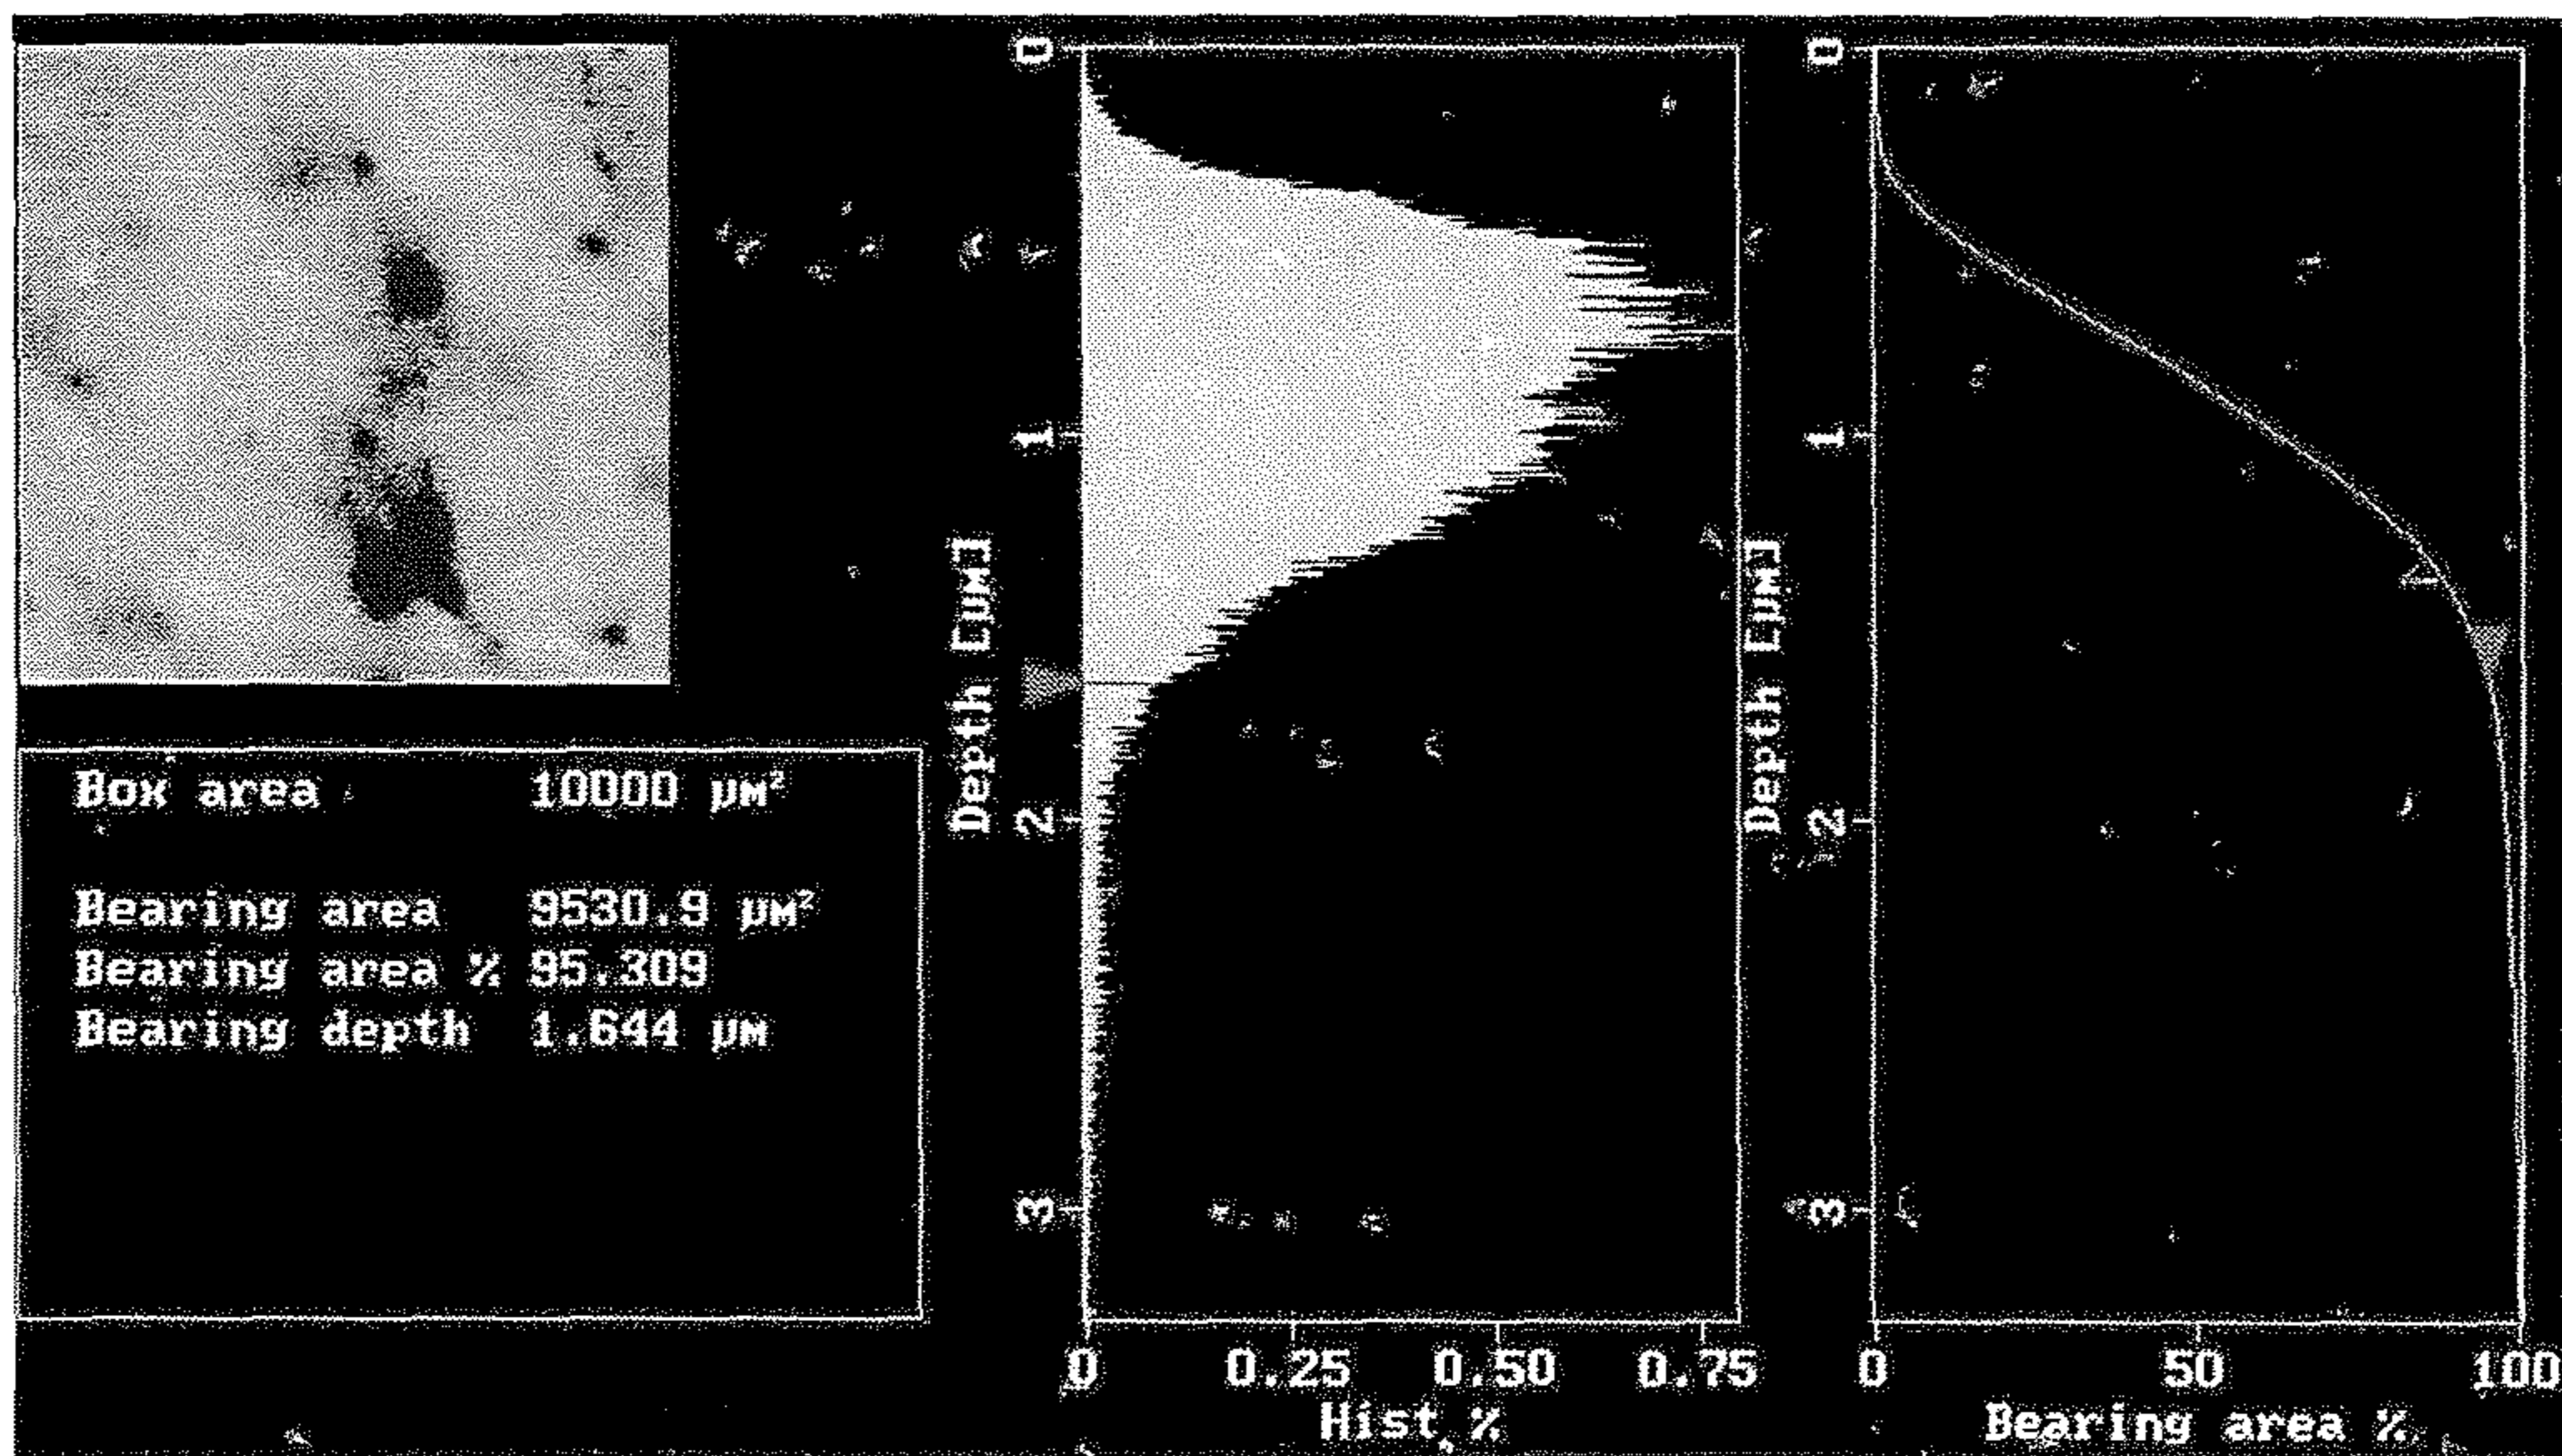 Box area 10000 µm²
Bearing area 9530.9 µm²
Bearing area % 95.309
Bearing depth 1.644 µm
Depth [µm]
0
1
2
3
0 0.25 0.50 0.75
Hist %
Depth [µm]
0
1
2
3
0 50 100
Bearing area %